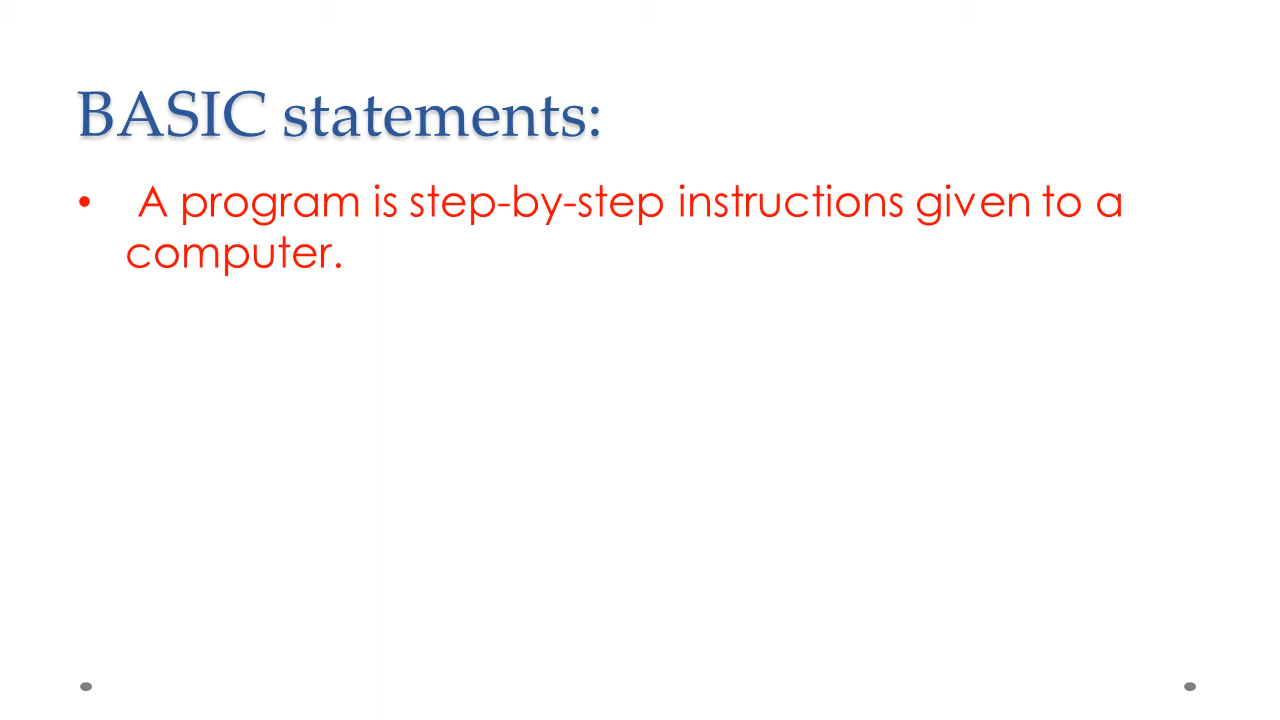 BASIC statements:
• A program is step-by-step instructions given to a
computer.